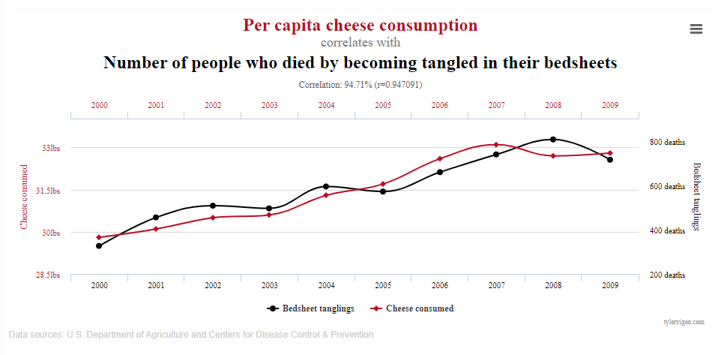 Per capita cheese consumption
correlates with
Number of people who died by becoming tangled in their bedsheets
Correlation: 94.71% (r=0.947091)
2000 2001 2002 2003 2004 2005 2006 2007 2008 2009
Cheese consumed
33lbs
31.5lbs
30lbs
28.5lbs
800 deaths
600 deaths
400 deaths
200 deaths
Bedsheet tanglings
2000 2001 2002 2003 2004 2005 2006 2007 2008 2009
Bedsheet tanglings Cheese consumed
tylervigen.com
Data sources: U.S. Department of Agriculture and Centers for Disease Control & Prevention